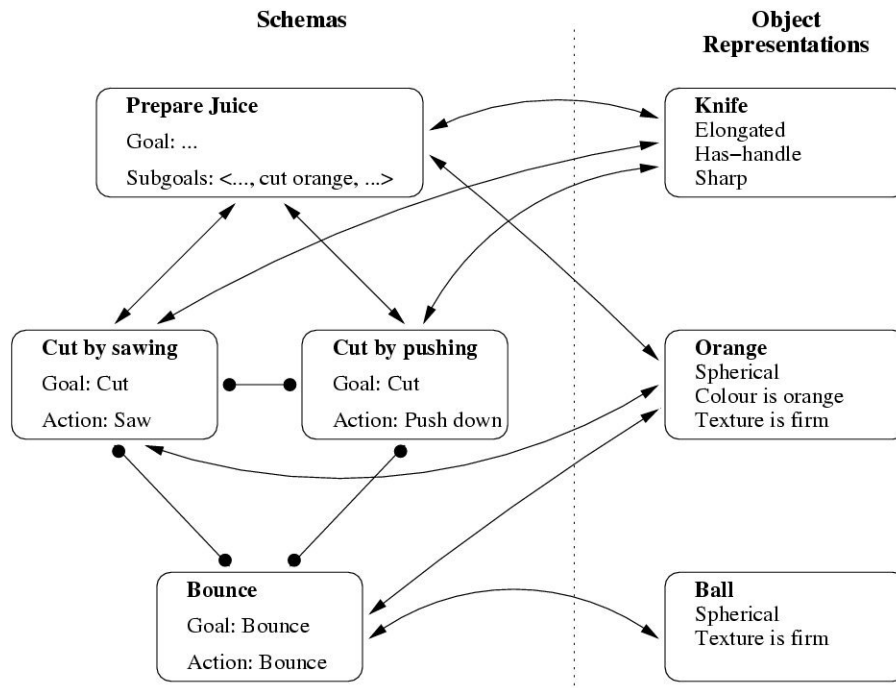 Schemas
Object
Representations
Prepare Juice
Goal: ...
Subgoals: <..., cut orange, ...>
Knife
Elongated
Has−handle
Sharp
Cut by sawing
Goal: Cut
Action: Saw
Cut by pushing
Goal: Cut
Action: Push down
Orange
Spherical
Colour is orange
Texture is firm
Bounce
Goal: Bounce
Action: Bounce
Ball
Spherical
Texture is firm